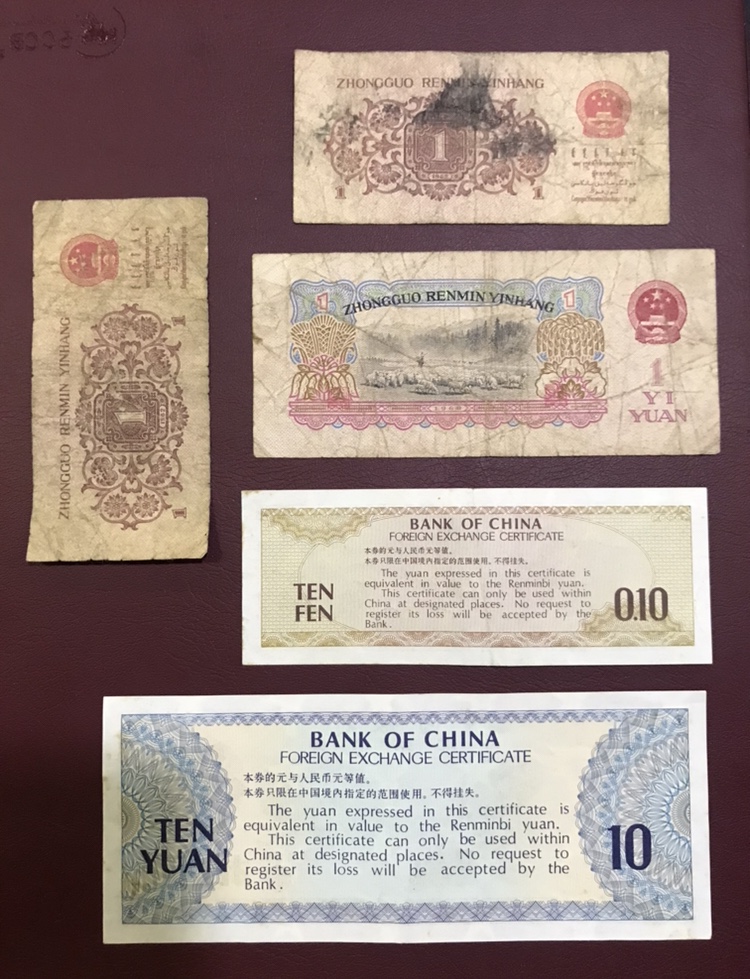 ZHONGGUO RENMIN YINHANG
1
1
1
ZHONGGUO RENMIN YINHANG
1
1
1
1
1
ZHONGGUO RENMIN YINHANG
1
YI
YUAN
BANK OF CHINA
FOREIGN EXCHANGE CERTIFICATE
本券的元与人民币元等值。
本券只限在中国境内指定的范围使用,不得挂失。
The yuan expressed in this certificate is
equivalent in value to the Renminbi yuan.
This certificate can only be used within
China at designated places. No request to
register its loss will be accepted by the
Bank.
TEN
FEN
0.10
BANK OF CHINA
FOREIGN EXCHANGE CERTIFICATE
本券的元与人民币元等值。
本券只限在中国境内指定的范围使用,不得挂失。
The yuan expressed in this certificate is
equivalent in value to the Renminbi yuan.
This certificate can only be used within
China at designated places. No request to
register its loss will be accepted by the
Bank.
TEN
YUAN
10